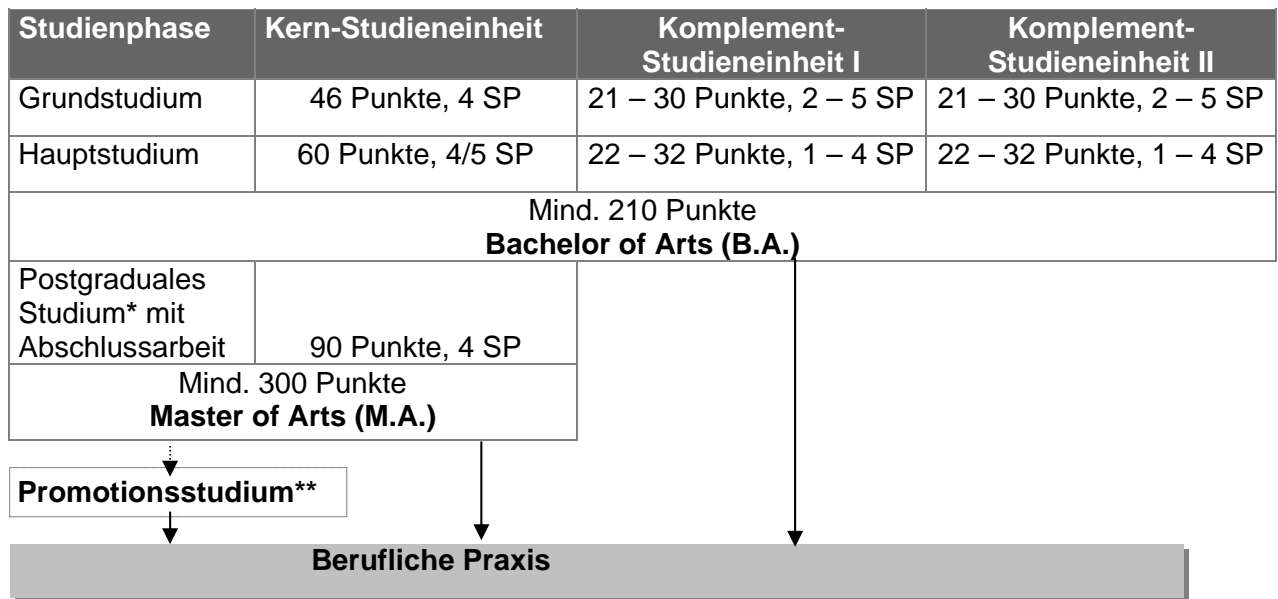 Studienphase Kern-Studieneinheit Komplement- Komplement-
Studieneinheit I Studieneinheit II
Grundstudium 46 Punkte, 4 SP 21 – 30 Punkte, 2 – 5 SP 21 – 30 Punkte, 2 – 5 SP
Hauptstudium 60 Punkte, 4/5 SP 22 – 32 Punkte, 1 – 4 SP 22 – 32 Punkte, 1 – 4 SP
Mind. 210 Punkte
Bachelor of Arts (B.A.)
Postgraduales
Studium* mit
Abschlussarbeit 90 Punkte, 4 SP
Mind. 300 Punkte
Master of Arts (M.A.)
Promotionsstudium**
Berufliche Praxis